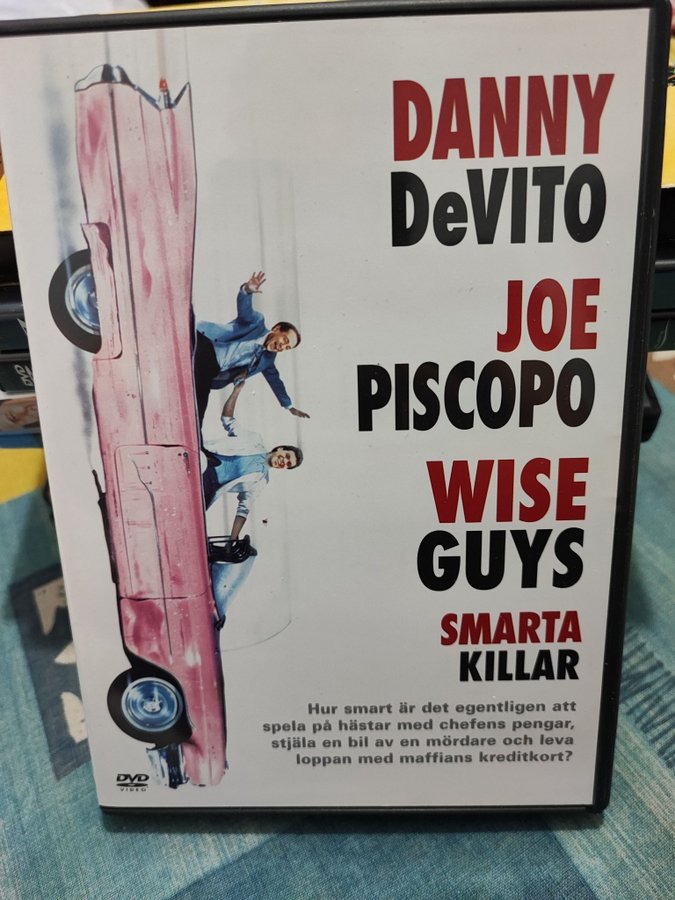 DANNY
DeVITO
JOE
PISCOPO
WISE
GUYS
SMARTA
KILLAR
Hur smart är det egentligen att
spela på hästar med chefens pengar,
stjäla en bil av en mördare och leva
loppan med maffians kreditkort?
DVD
VIDEO